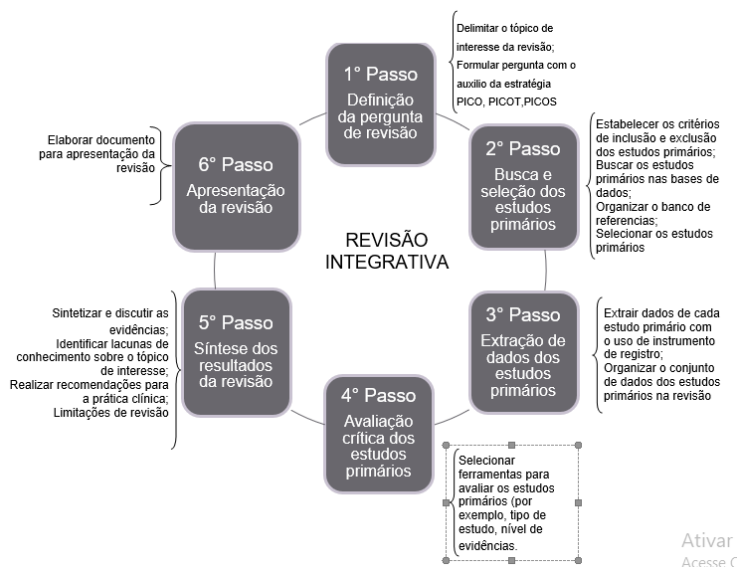 1° Passo
Definição
da pergunta
de revisão
Delimitar o tópico de
interesse da revisão;
Formular pergunta com o
auxílio da estratégia
PICO, PICOT,PICOS
2° Passo
Busca e
seleção dos
estudos
primários
Estabelecer os critérios
de inclusão e exclusão
dos estudos primários;
Buscar os estudos
primários nas bases de
dados;
Organizar o banco de
referencias;
Selecionar os estudos
primários
REVISÃO
INTEGRATIVA
3° Passo
Extração de
dados dos
estudos
primários
Extrair dados de cada
estudo primário com
o uso de instrumento
de registro;
Organizar o conjunto
de dados dos estudos
primários na revisão
4° Passo
Avaliação
crítica dos
estudos
primários
Selecionar
ferramentas para
avaliar os estudos
primários (por
exemplo, tipo de
estudo, nível de
evidências.
5° Passo
Síntese dos
resultados
da revisão
Sintetizar e discutir as
evidências;
Identificar lacunas de
conhecimento sobre o tópico
de interesse;
Realizar recomendações para
a prática clínica;
Limitações de revisão
6° Passo
Apresentação
da revisão
Elaborar documento
para apresentação da
revisão
Ativar
Acesse C